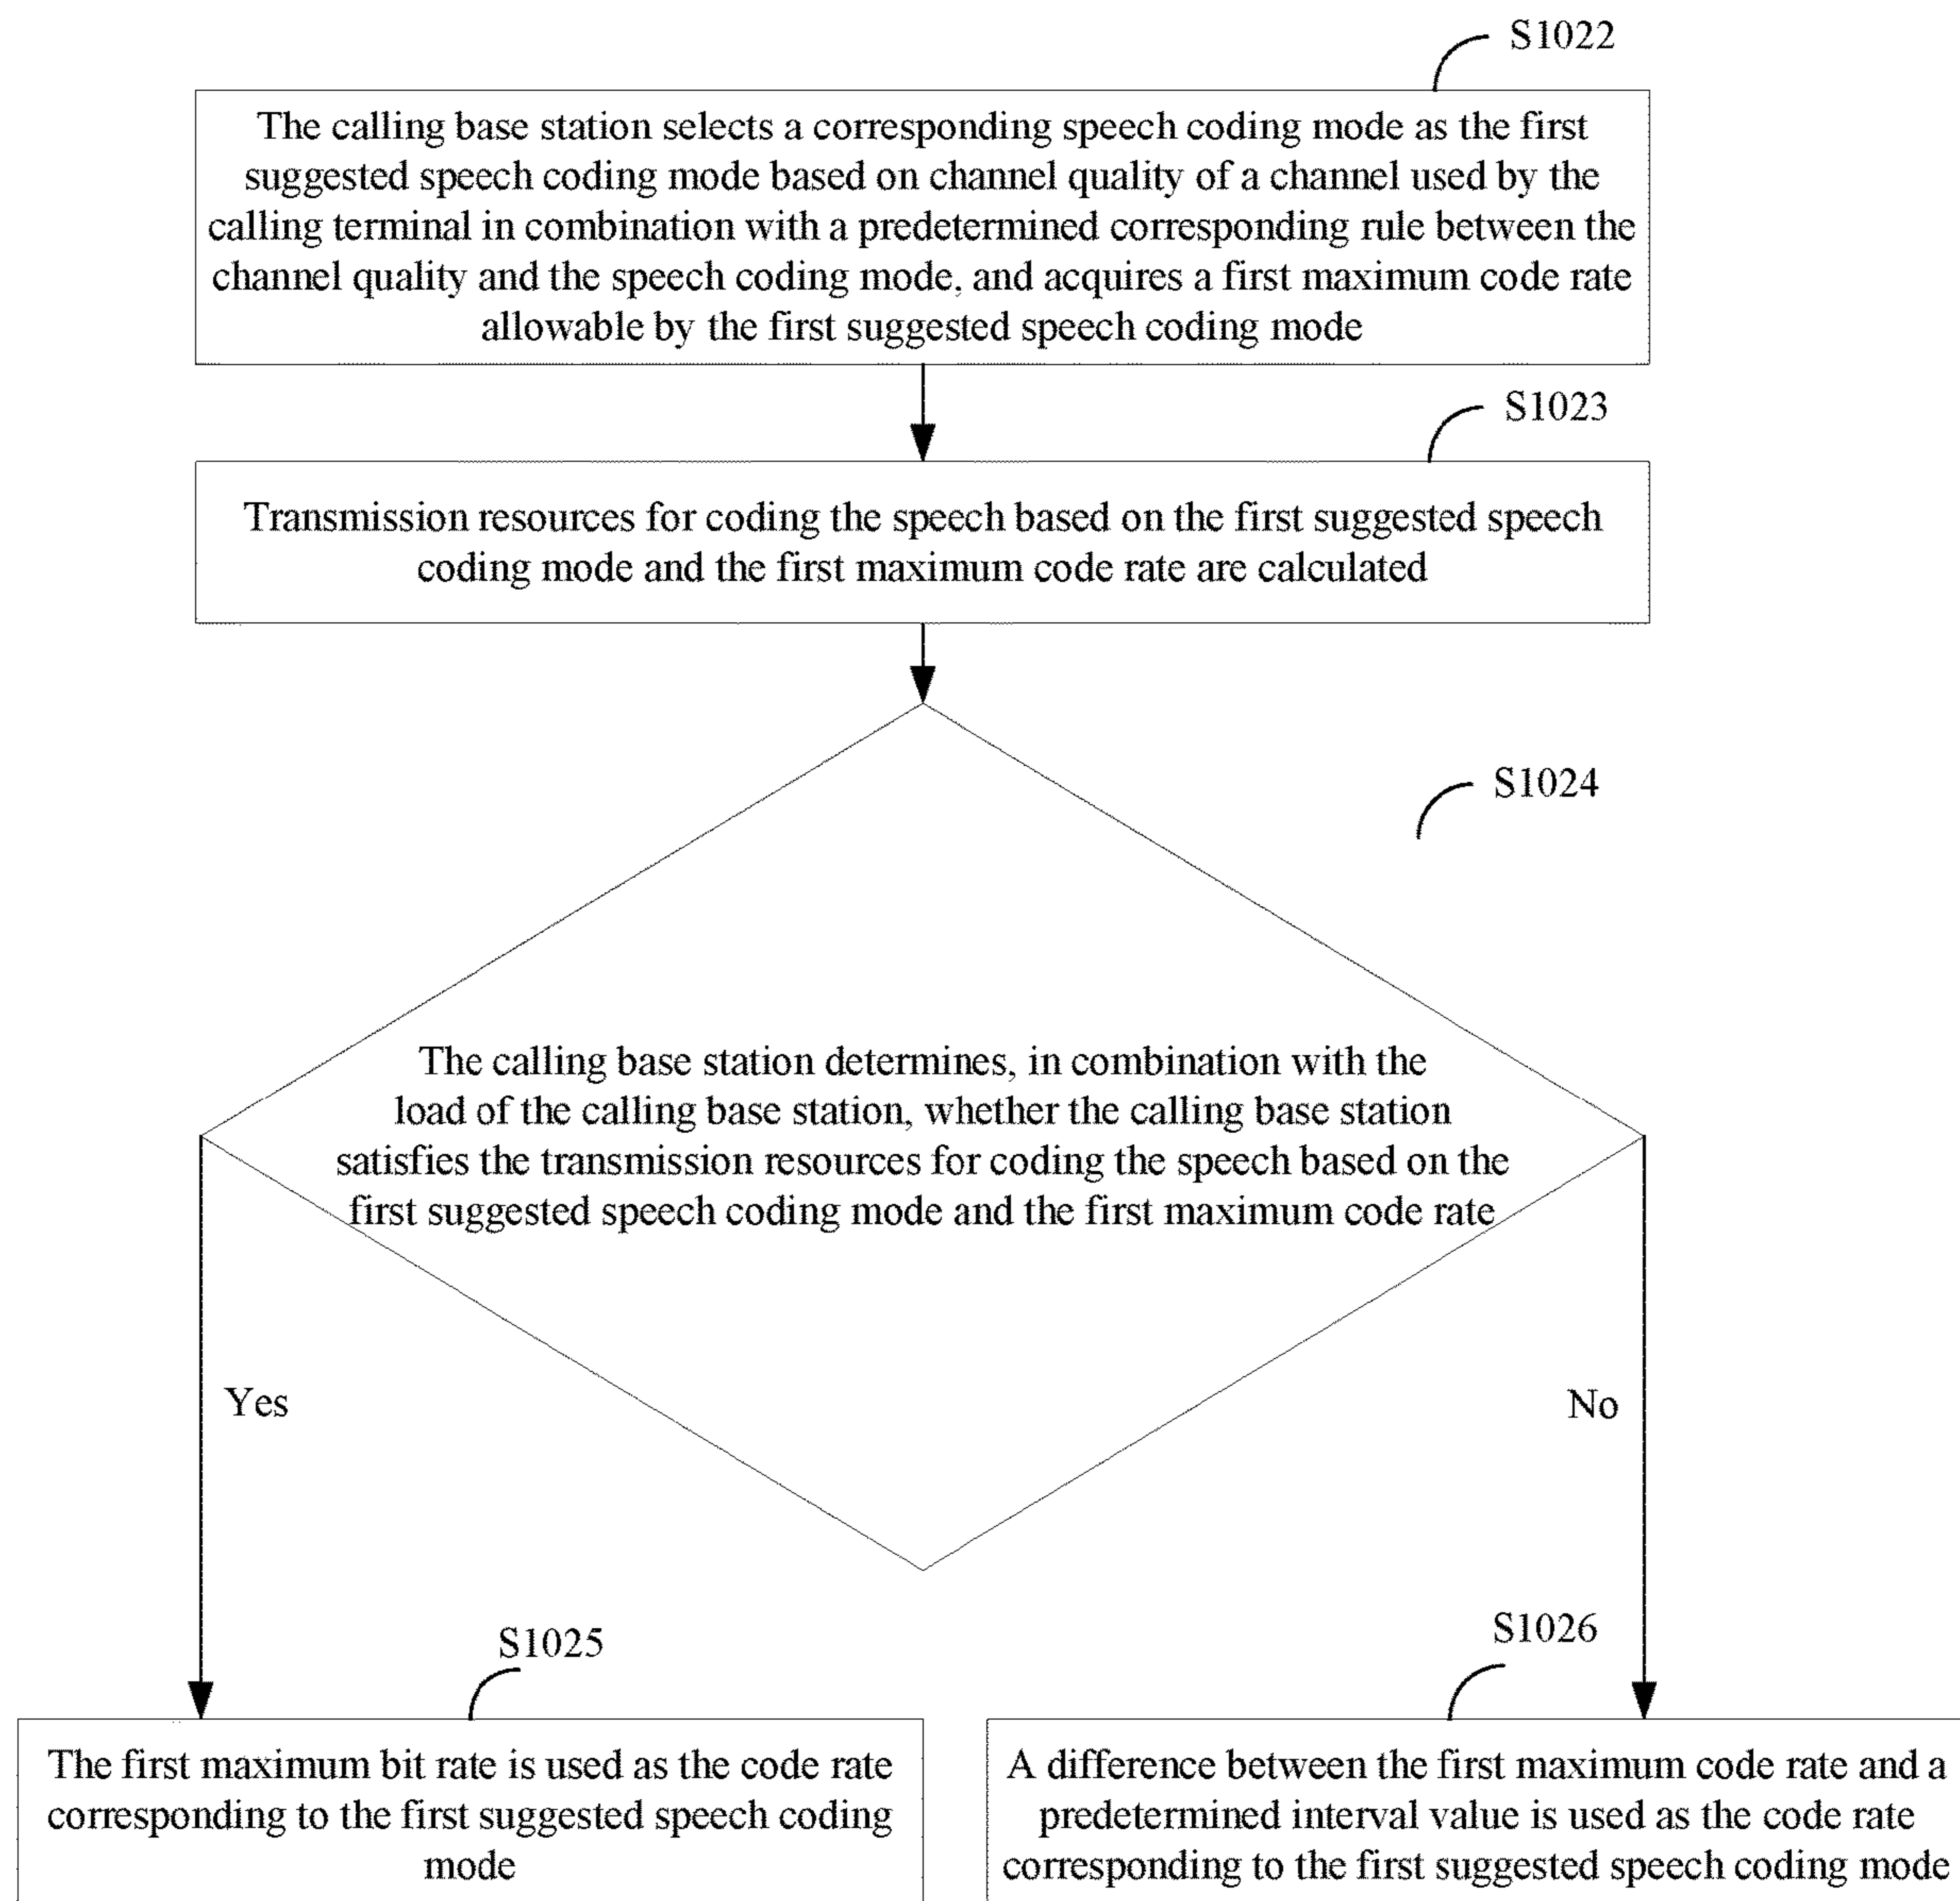 S1022
The calling base station selects a corresponding speech coding mode as the first
suggested speech coding mode based on channel quality of a channel used by the
calling terminal in combination with a predetermined corresponding rule between the
channel quality and the speech coding mode, and acquires a first maximum code rate
allowable by the first suggested speech coding mode
S1023
Transmission resources for coding the speech based on the first suggested speech
coding mode and the first maximum code rate are calculated
S1024
The calling base station determines, in combination with the
load of the calling base station, whether the calling base station
satisfies the transmission resources for coding the speech based on the
first suggested speech coding mode and the first maximum code rate
Yes
No
S1025
The first maximum bit rate is used as the code rate
corresponding to the first suggested speech coding
mode
S1026
A difference between the first maximum code rate and a
predetermined interval value is used as the code rate
corresponding to the first suggested speech coding mode